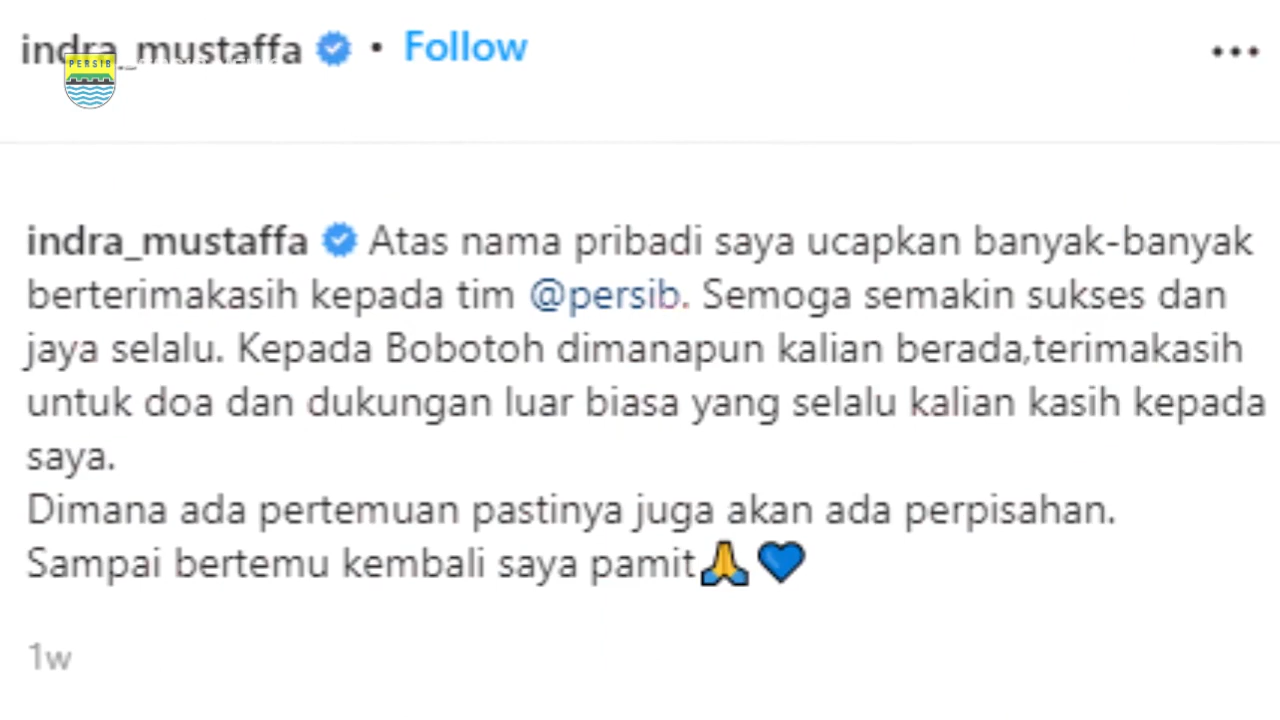 indra_mustaffa • Follow
PERSIB
indra_mustaffa Atas nama pribadi saya ucapkan banyak-banyak
berterimakasih kepada tim @persib. Semoga semakin sukses dan
jaya selalu. Kepada Bobotoh dimanapun kalian berada,terimakasih
untuk doa dan dukungan luar biasa yang selalu kalian kasih kepada
saya.
Dimana ada pertemuan pastinya juga akan ada perpisahan.
Sampai bertemu kembali saya pamit🙏💙
1w